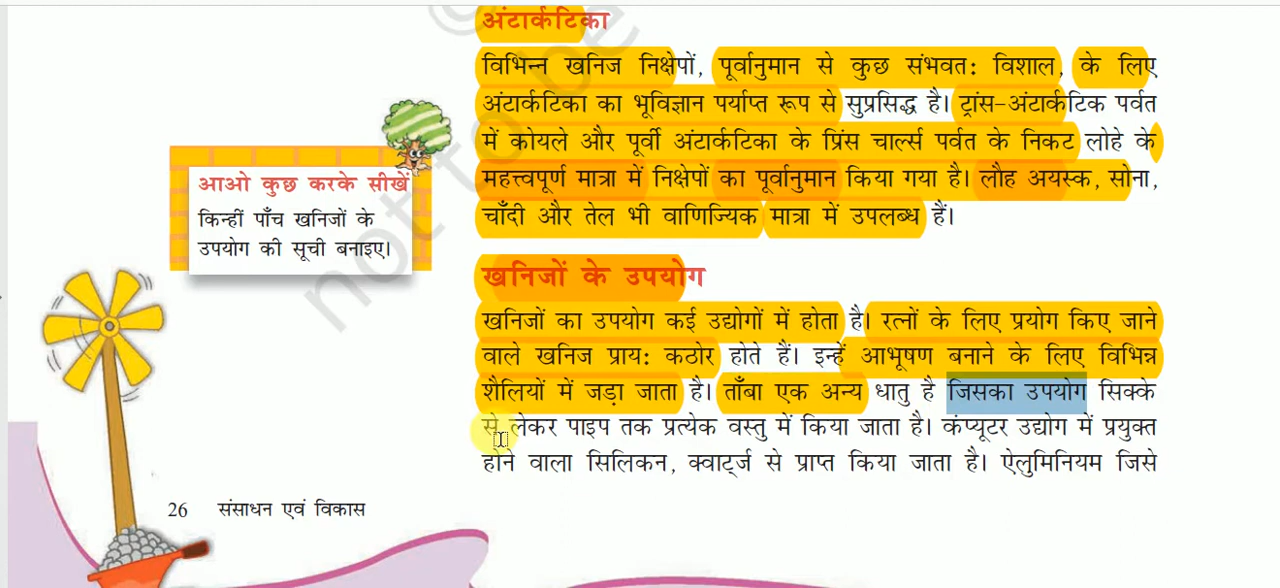 अंटार्कटिका
विभिन्न खनिज निक्षेपों, पूर्वानुमान से कुछ संभवत: विशाल, के लिए
अंटार्कटिका का भूविज्ञान पर्याप्त रूप से सुप्रसिद्ध है। ट्रांस-अंटार्कटिक पर्वत
में कोयले और पूर्वी अंटार्कटिका के प्रिंस चार्ल्स पर्वत के निकट लोहे के
महत्त्वपूर्ण मात्रा में निक्षेपों का पूर्वानुमान किया गया है। लौह अयस्क, सोना,
चाँदी और तेल भी वाणिज्यिक मात्रा में उपलब्ध हैं।
आओ कुछ करके सीखें
किन्हीं पाँच खनिजों के
उपयोग की सूची बनाइए।
खनिजों के उपयोग
खनिजों का उपयोग कई उद्योगों में होता है। रत्नों के लिए प्रयोग किए जाने
वाले खनिज प्राय: कठोर होते हैं। इन्हें आभूषण बनाने के लिए विभिन्न
शैलियों में जड़ा जाता है। ताँबा एक अन्य धातु है जिसका उपयोग सिक्के
से लेकर पाइप तक प्रत्येक वस्तु में किया जाता है। कंप्यूटर उद्योग में प्रयुक्त
होने वाला सिलिकन, क्वार्ट्ज से प्राप्त किया जाता है। ऐलुमिनियम जिसे
26 संसाधन एवं विकास
not to be